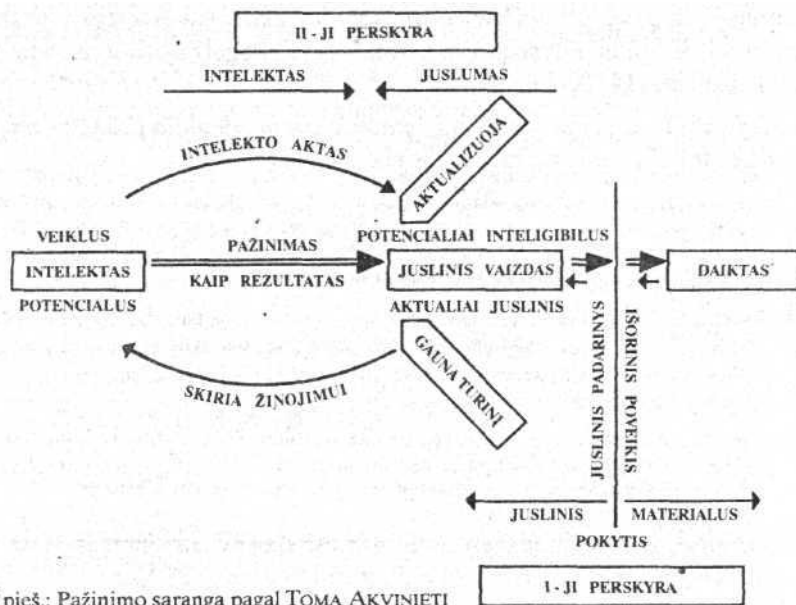 II - JI PERSKYRA
INTELEKTAS
JUSLUMAS
INTELEKTO AKTAS
AKTUALIZUOJA
VEIKLUS
INTELEKTAS
POTENCIALUS
PAŽINIMAS
KAIP REZULTATAS
POTENCIALIAI INTELIGIBILUS
JUSLINIS VAIZDAS
AKTUALIAI JUSLINIS
DAIKTAS
SKIRIA ŽINOJIMUI
GAUNA TURINĮ
JUSLINIS PADARINYS
IŠORINIS POVEIKIS
JUSLINIS
MATERIALUS
POKYTIS
I - JI PERSKYRA
pieš.: Pažinimo sąranga pagal TOMĄ AKVINIETĮ